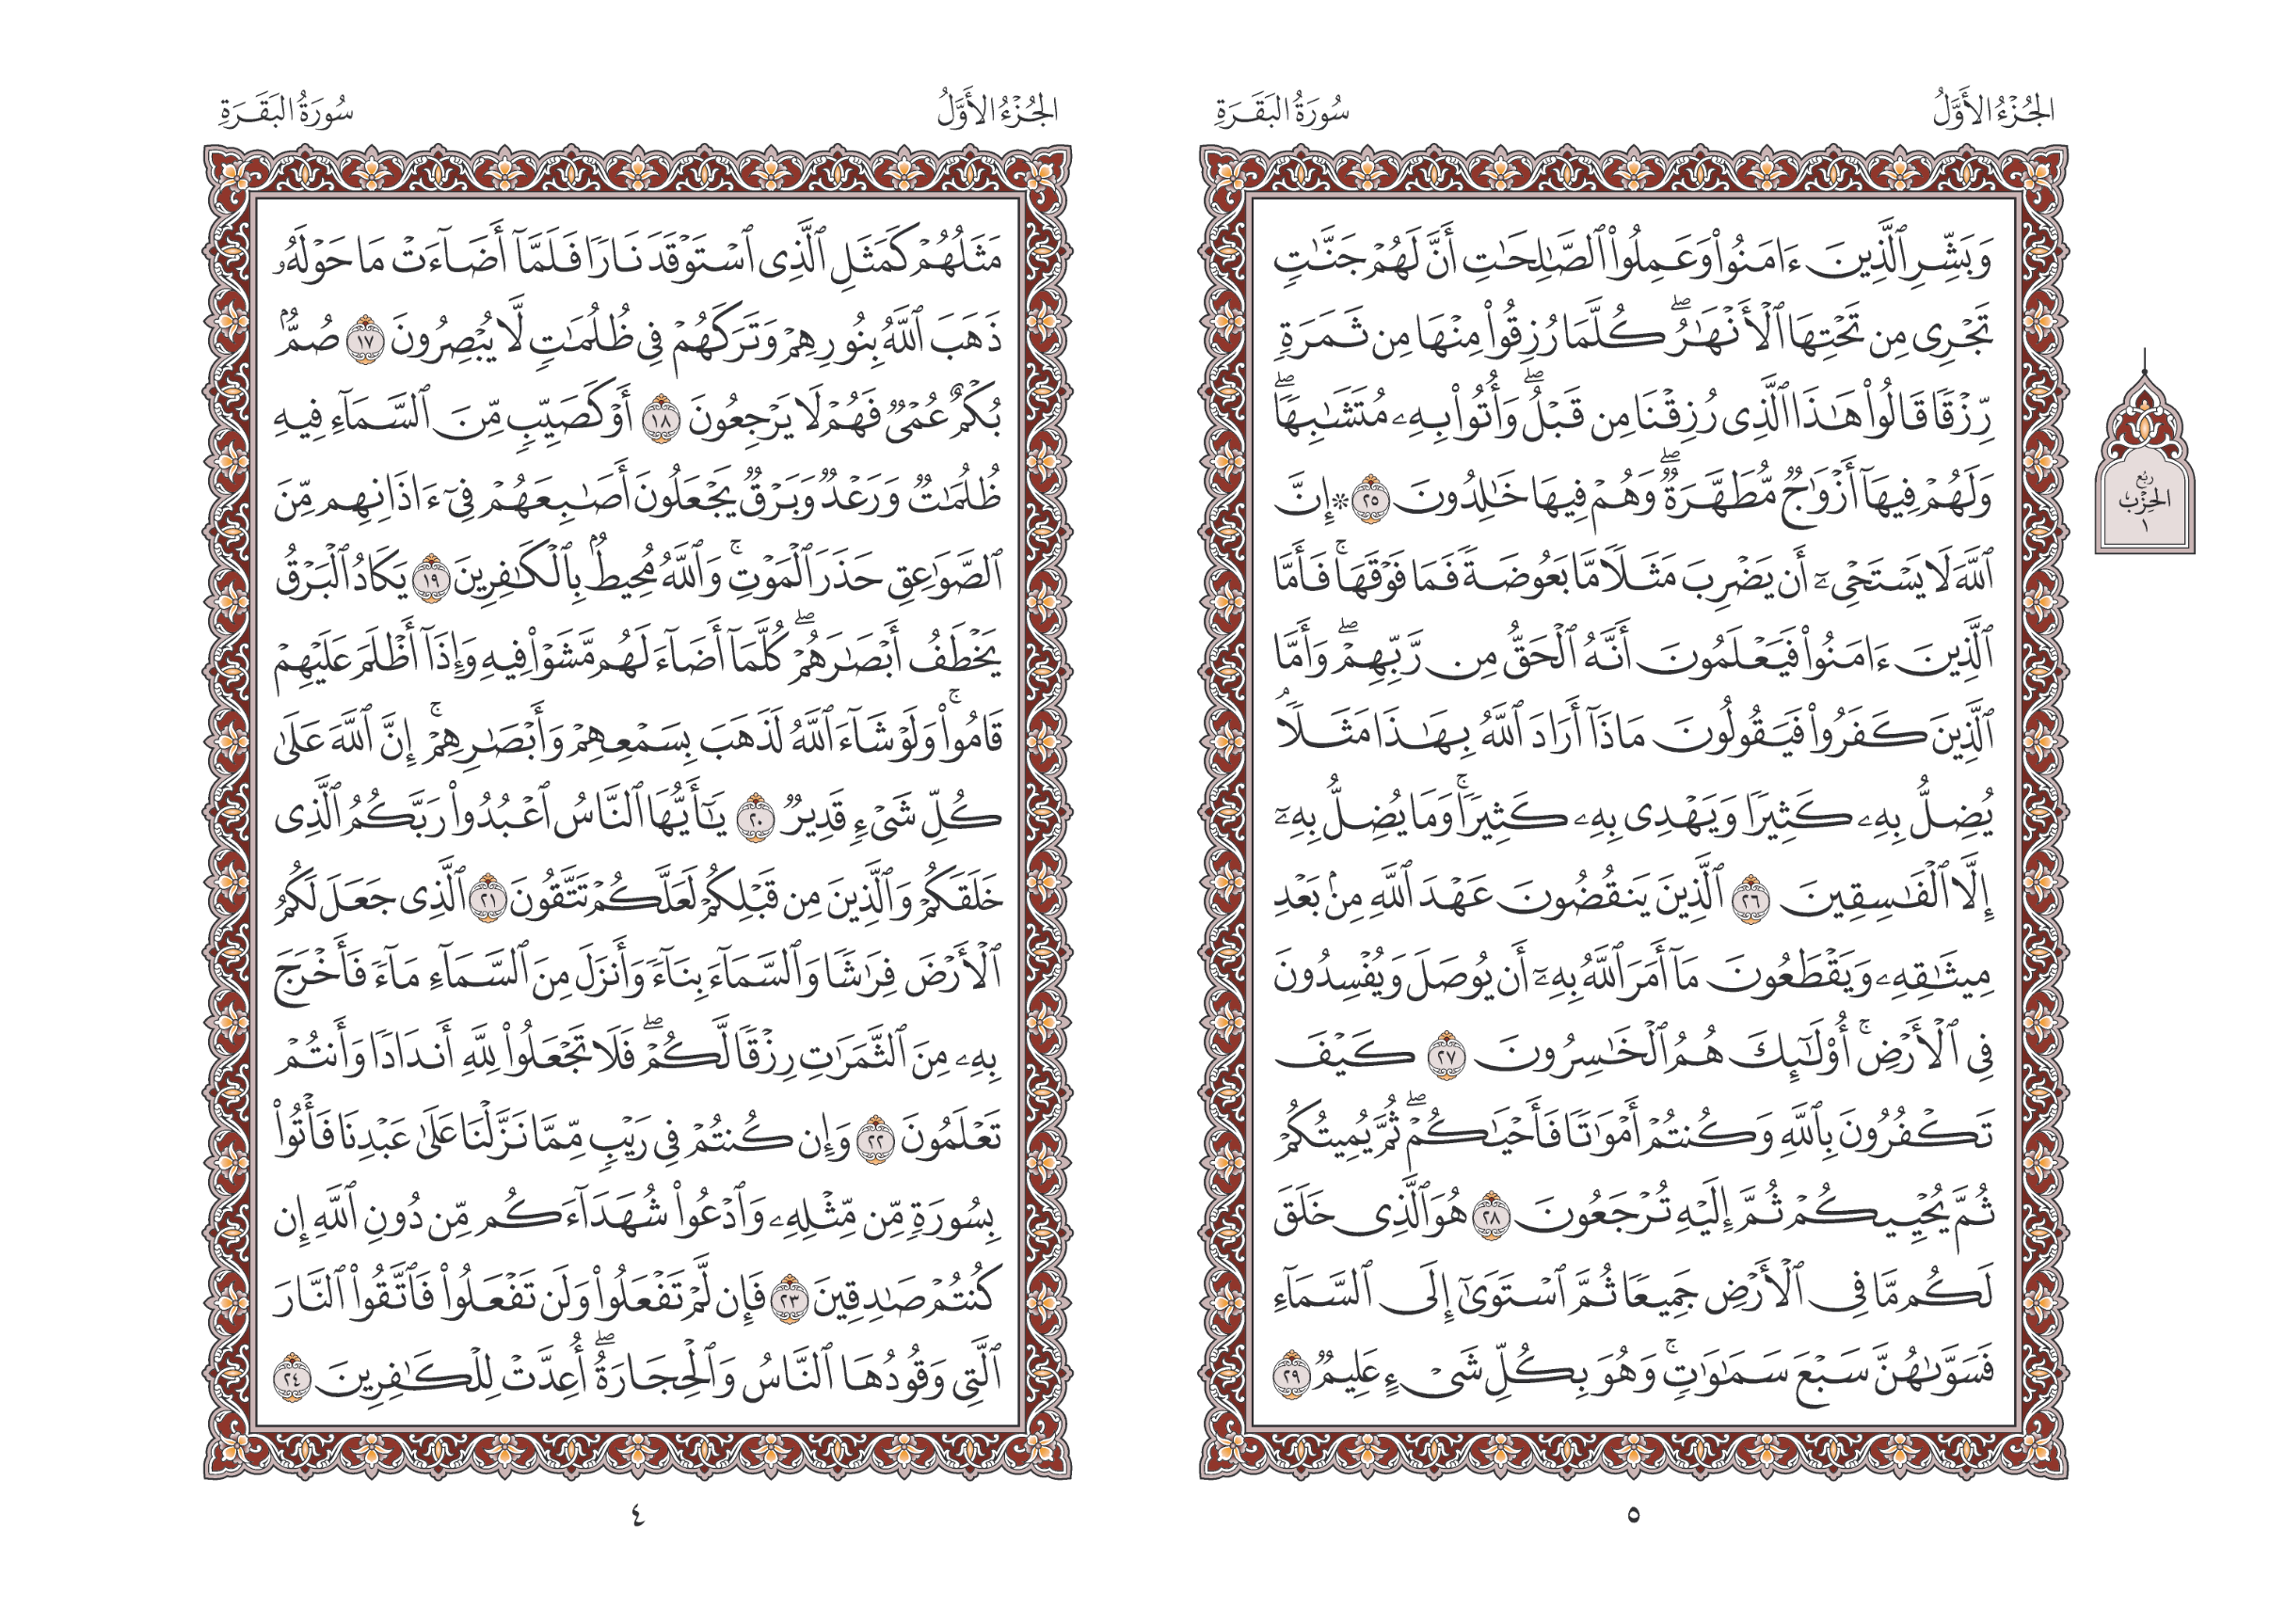 الجُزْءُ الأَوَّلُ
سُورَةُ البَقَرَةِ
مَثَلُهُمْ كَمَثَلِ ٱلَّذِى ٱسْتَوْقَدَ نَارًا فَلَمَّآ أَضَآءَتْ مَا حَوْلَهُۥ
ذَهَبَ ٱللَّهُ بِنُورِهِمْ وَتَرَكَهُمْ فِى ظُلُمَٰتٍ لَّا يُبْصِرُونَ ١٧ صُمٌّۢ
بُكْمٌ عُمْىٌ فَهُمْ لَا يَرْجِعُونَ ١٨ أَوْ كَصَيِّبٍ مِّنَ ٱلسَّمَآءِ فِيهِ
ظُلُمَٰتٌ وَرَعْدٌ وَبَرْقٌ يَجْعَلُونَ أَصَٰبِعَهُمْ فِىٓ ءَاذَانِهِم مِّنَ
ٱلصَّوَٰعِقِ حَذَرَ ٱلْمَوْتِۚ وَٱللَّهُ مُحِيطٌۢ بِٱلْكَٰفِرِينَ ١٩ يَكَادُ ٱلْبَرْقُ
يَخْطَفُ أَبْصَٰرَهُمْۖ كُلَّمَآ أَضَآءَ لَهُم مَّشَوْا۟ فِيهِ وَإِذَآ أَظْلَمَ عَلَيْهِمْ
قَامُوا۟ۚ وَلَوْ شَآءَ ٱللَّهُ لَذَهَبَ بِسَمْعِهِمْ وَأَبْصَٰرِهِمْۚ إِنَّ ٱللَّهَ عَلَىٰ
كُلِّ شَىْءٍ قَدِيرٌ ٢٠ يَٰٓأَيُّهَا ٱلنَّاسُ ٱعْبُدُوا۟ رَبَّكُمُ ٱلَّذِى
خَلَقَكُمْ وَٱلَّذِينَ مِن قَبْلِكُمْ لَعَلَّكُمْ تَتَّقُونَ ٢١ ٱلَّذِى جَعَلَ لَكُمُ
ٱلْأَرْضَ فِرَٰشًا وَٱلسَّمَآءَ بِنَآءً وَأَنزَلَ مِنَ ٱلسَّمَآءِ مَآءً فَأَخْرَجَ
بِهِۦ مِنَ ٱلثَّمَرَٰتِ رِزْقًا لَّكُمْۖ فَلَا تَجْعَلُوا۟ لِلَّهِ أَندَادًا وَأَنتُمْ
تَعْلَمُونَ ٢٢ وَإِن كُنتُمْ فِى رَيْبٍ مِّمَّا نَزَّلْنَا عَلَىٰ عَبْدِنَا فَأْتُوا۟
بِسُورَةٍ مِّن مِّثْلِهِۦ وَٱدْعُوا۟ شُهَدَآءَكُم مِّن دُونِ ٱللَّهِ إِن
كُنتُمْ صَٰدِقِينَ ٢٣ فَإِن لَّمْ تَفْعَلُوا۟ وَلَن تَفْعَلُوا۟ فَٱتَّقُوا۟ ٱلنَّارَ
ٱلَّتِى وَقُودُهَا ٱلنَّاسُ وَٱلْحِجَارَةُۖ أُعِدَّتْ لِلْكَٰفِرِينَ ٢٤
٤
الجُزْءُ الأَوَّلُ
سُورَةُ البَقَرَةِ
وَبَشِّرِ ٱلَّذِينَ ءَامَنُوا۟ وَعَمِلُوا۟ ٱلصَّٰلِحَٰتِ أَنَّ لَهُمْ جَنَّٰتٍ
تَجْرِى مِن تَحْتِهَا ٱلْأَنْهَٰرُۖ كُلَّمَا رُزِقُوا۟ مِنْهَا مِن ثَمَرَةٍ
رِّزْقًا قَالُوا۟ هَٰذَا ٱلَّذِى رُزِقْنَا مِن قَبْلُۖ وَأُتُوا۟ بِهِۦ مُتَشَٰبِهًاۖ
وَلَهُمْ فِيهَآ أَزْوَٰجٌ مُّطَهَّرَةٌۖ وَهُمْ فِيهَا خَٰلِدُونَ ٢٥ * إِنَّ
ٱللَّهَ لَا يَسْتَحْىِۦٓ أَن يَضْرِبَ مَثَلًا مَّا بَعُوضَةً فَمَا فَوْقَهَاۚ فَأَمَّا
ٱلَّذِينَ ءَامَنُوا۟ فَيَعْلَمُونَ أَنَّهُ ٱلْحَقُّ مِن رَّبِّهِمْۖ وَأَمَّا
ٱلَّذِينَ كَفَرُوا۟ فَيَقُولُونَ مَاذَآ أَرَادَ ٱللَّهُ بِهَٰذَا مَثَلًاۘ
يُضِلُّ بِهِۦ كَثِيرًا وَيَهْدِى بِهِۦ كَثِيرًاۚ وَمَا يُضِلُّ بِهِۦٓ
إِلَّا ٱلْفَٰسِقِينَ ٢٦ ٱلَّذِينَ يَنقُضُونَ عَهْدَ ٱللَّهِ مِنۢ بَعْدِ
مِيثَٰقِهِۦ وَيَقْطَعُونَ مَآ أَمَرَ ٱللَّهُ بِهِۦٓ أَن يُوصَلَ وَيُفْسِدُونَ
فِى ٱلْأَرْضِۚ أُو۟لَٰٓئِكَ هُمُ ٱلْخَٰسِرُونَ ٢٧ كَيْفَ
تَكْفُرُونَ بِٱللَّهِ وَكُنتُمْ أَمْوَٰتًا فَأَحْيَٰكُمْۖ ثُمَّ يُمِيتُكُمْ
ثُمَّ يُحْيِيكُمْ ثُمَّ إِلَيْهِ تُرْجَعُونَ ٢٨ هُوَ ٱلَّذِى خَلَقَ
لَكُم مَّا فِى ٱلْأَرْضِ جَمِيعًا ثُمَّ ٱسْتَوَىٰٓ إِلَى ٱلسَّمَآءِ
فَسَوَّىٰهُنَّ سَبْعَ سَمَٰوَٰتٍۚ وَهُوَ بِكُلِّ شَىْءٍ عَلِيمٌ ٢٩
رُبْعُ
الحِزْب
١
٥